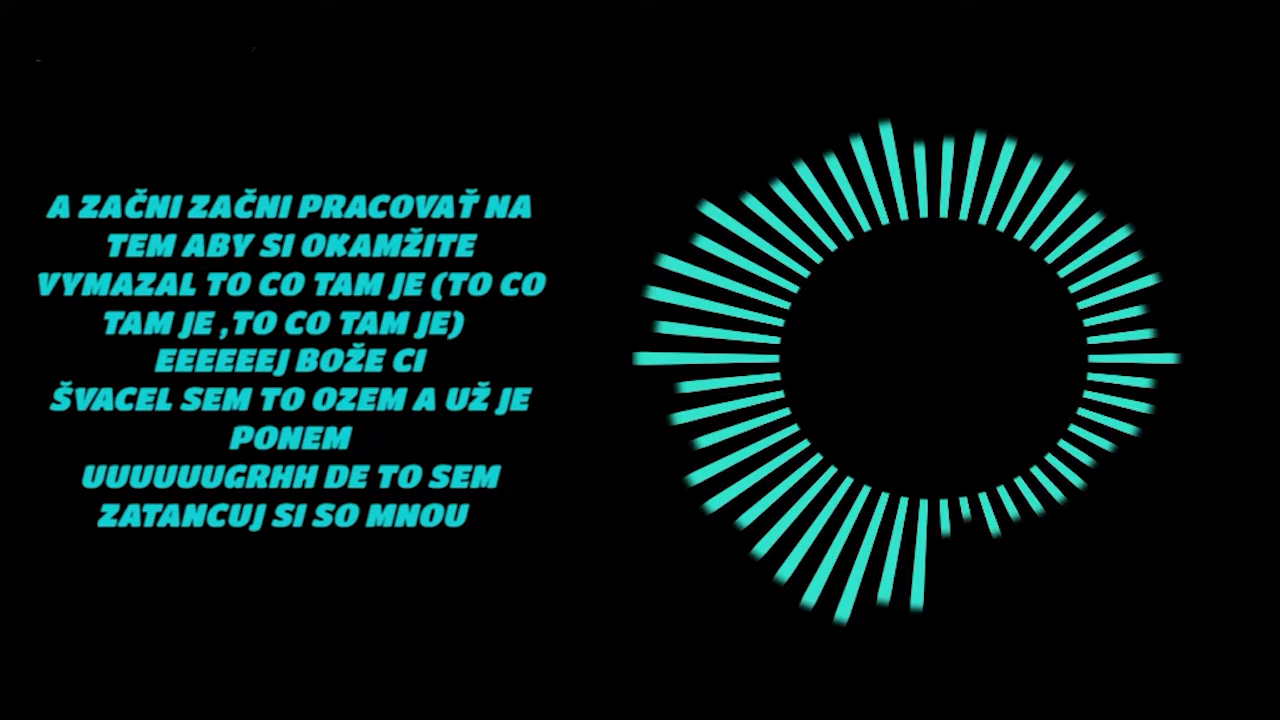 A ZAČNI ZAČNI PRACOVAŤ NA
TEM ABY SI OKAMŽITE
VYMAZAL TO CO TAM JE (TO CO
TAM JE ,TO CO TAM JE)
EEEEEEJ BOŽE CI
ŠVACEL SEM TO OZEM A UŽ JE
PONEM
UUUUUUGRHH DE TO SEM
ZATANCUJ SI SO MNOU